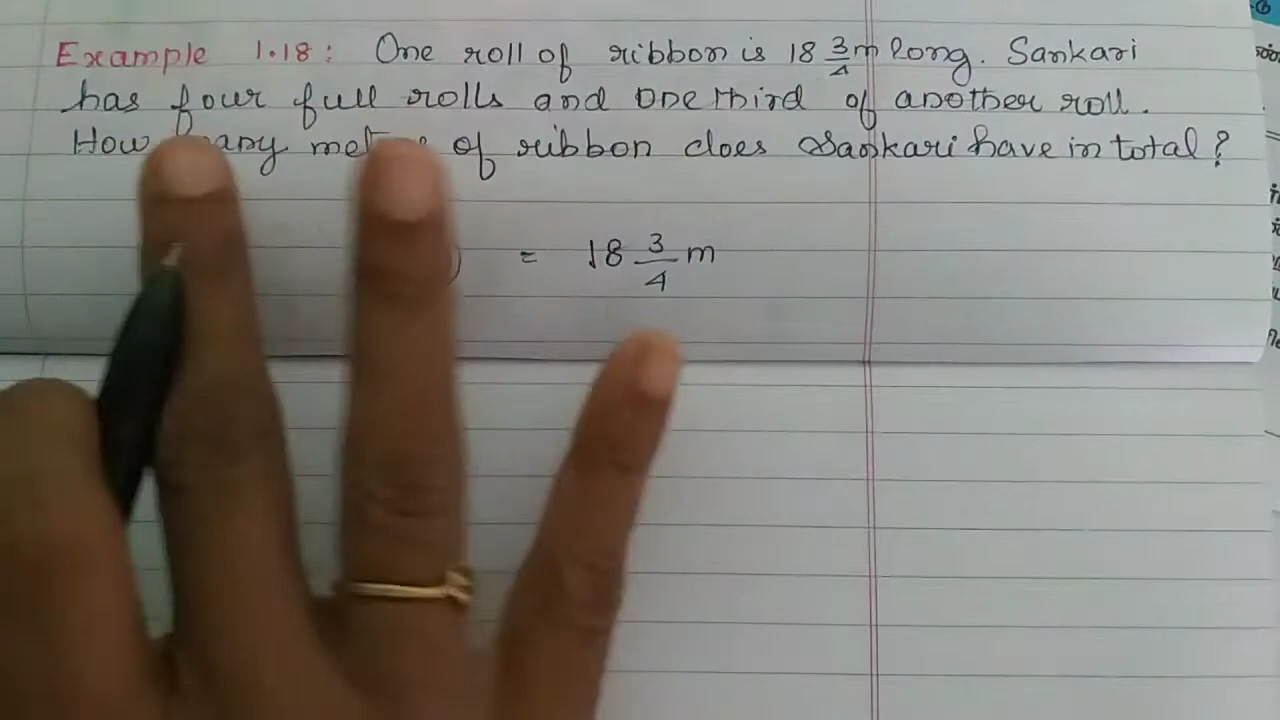 Example 1.18: One roll of ribbon is 18 3/4 m long. Sankari
has four full rolls and one third of another roll.
How of ribbon does Sankari have in total?
) = 18 3/4 m